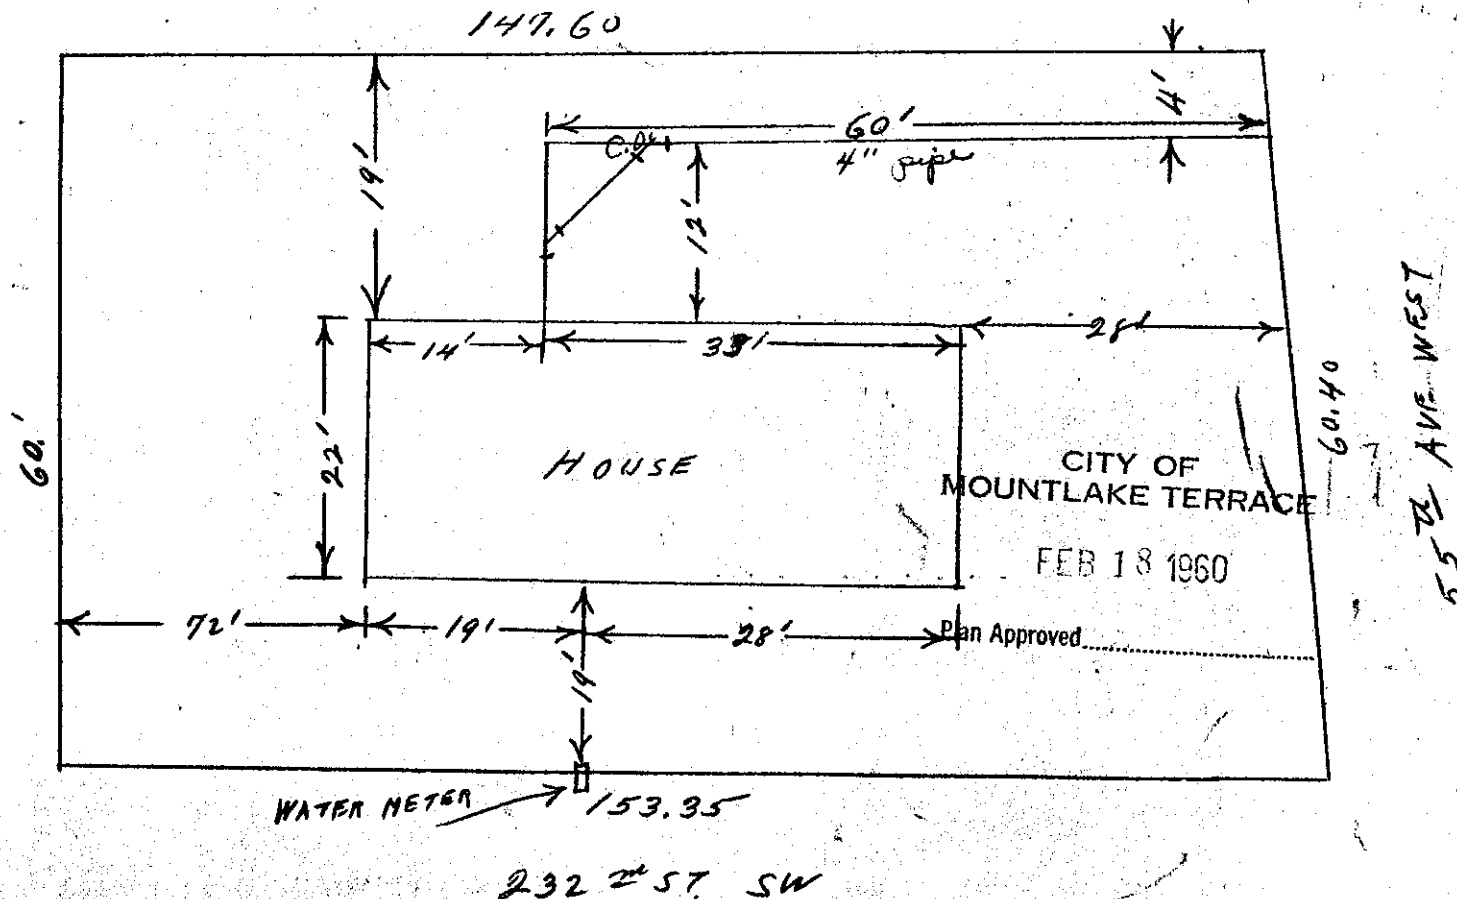 147.60
4'
60'
C.O.
4" pipe
19'
12'
14'
33'
28'
22'
60.'
HOUSE
60.40
55th AVE WEST
CITY OF
MOUNTLAKE TERRACE
FEB 18 1960
Plan Approved
72'
19'
28'
19'
WATER METER
153.35
232nd ST. SW